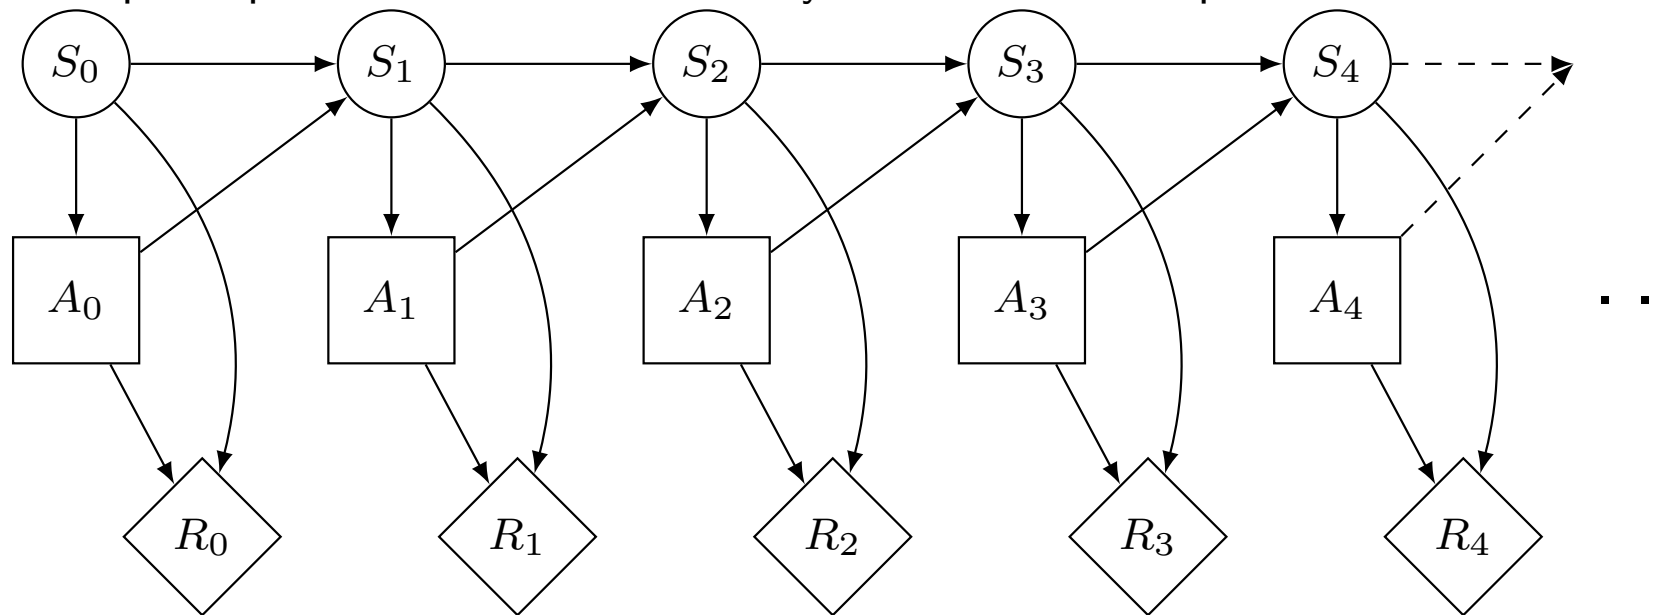 S₀ S₁ S₂ S₃ S₄
A₀ A₁ A₂ A₃ A₄ . .
R₀ R₁ R₂ R₃ R₄